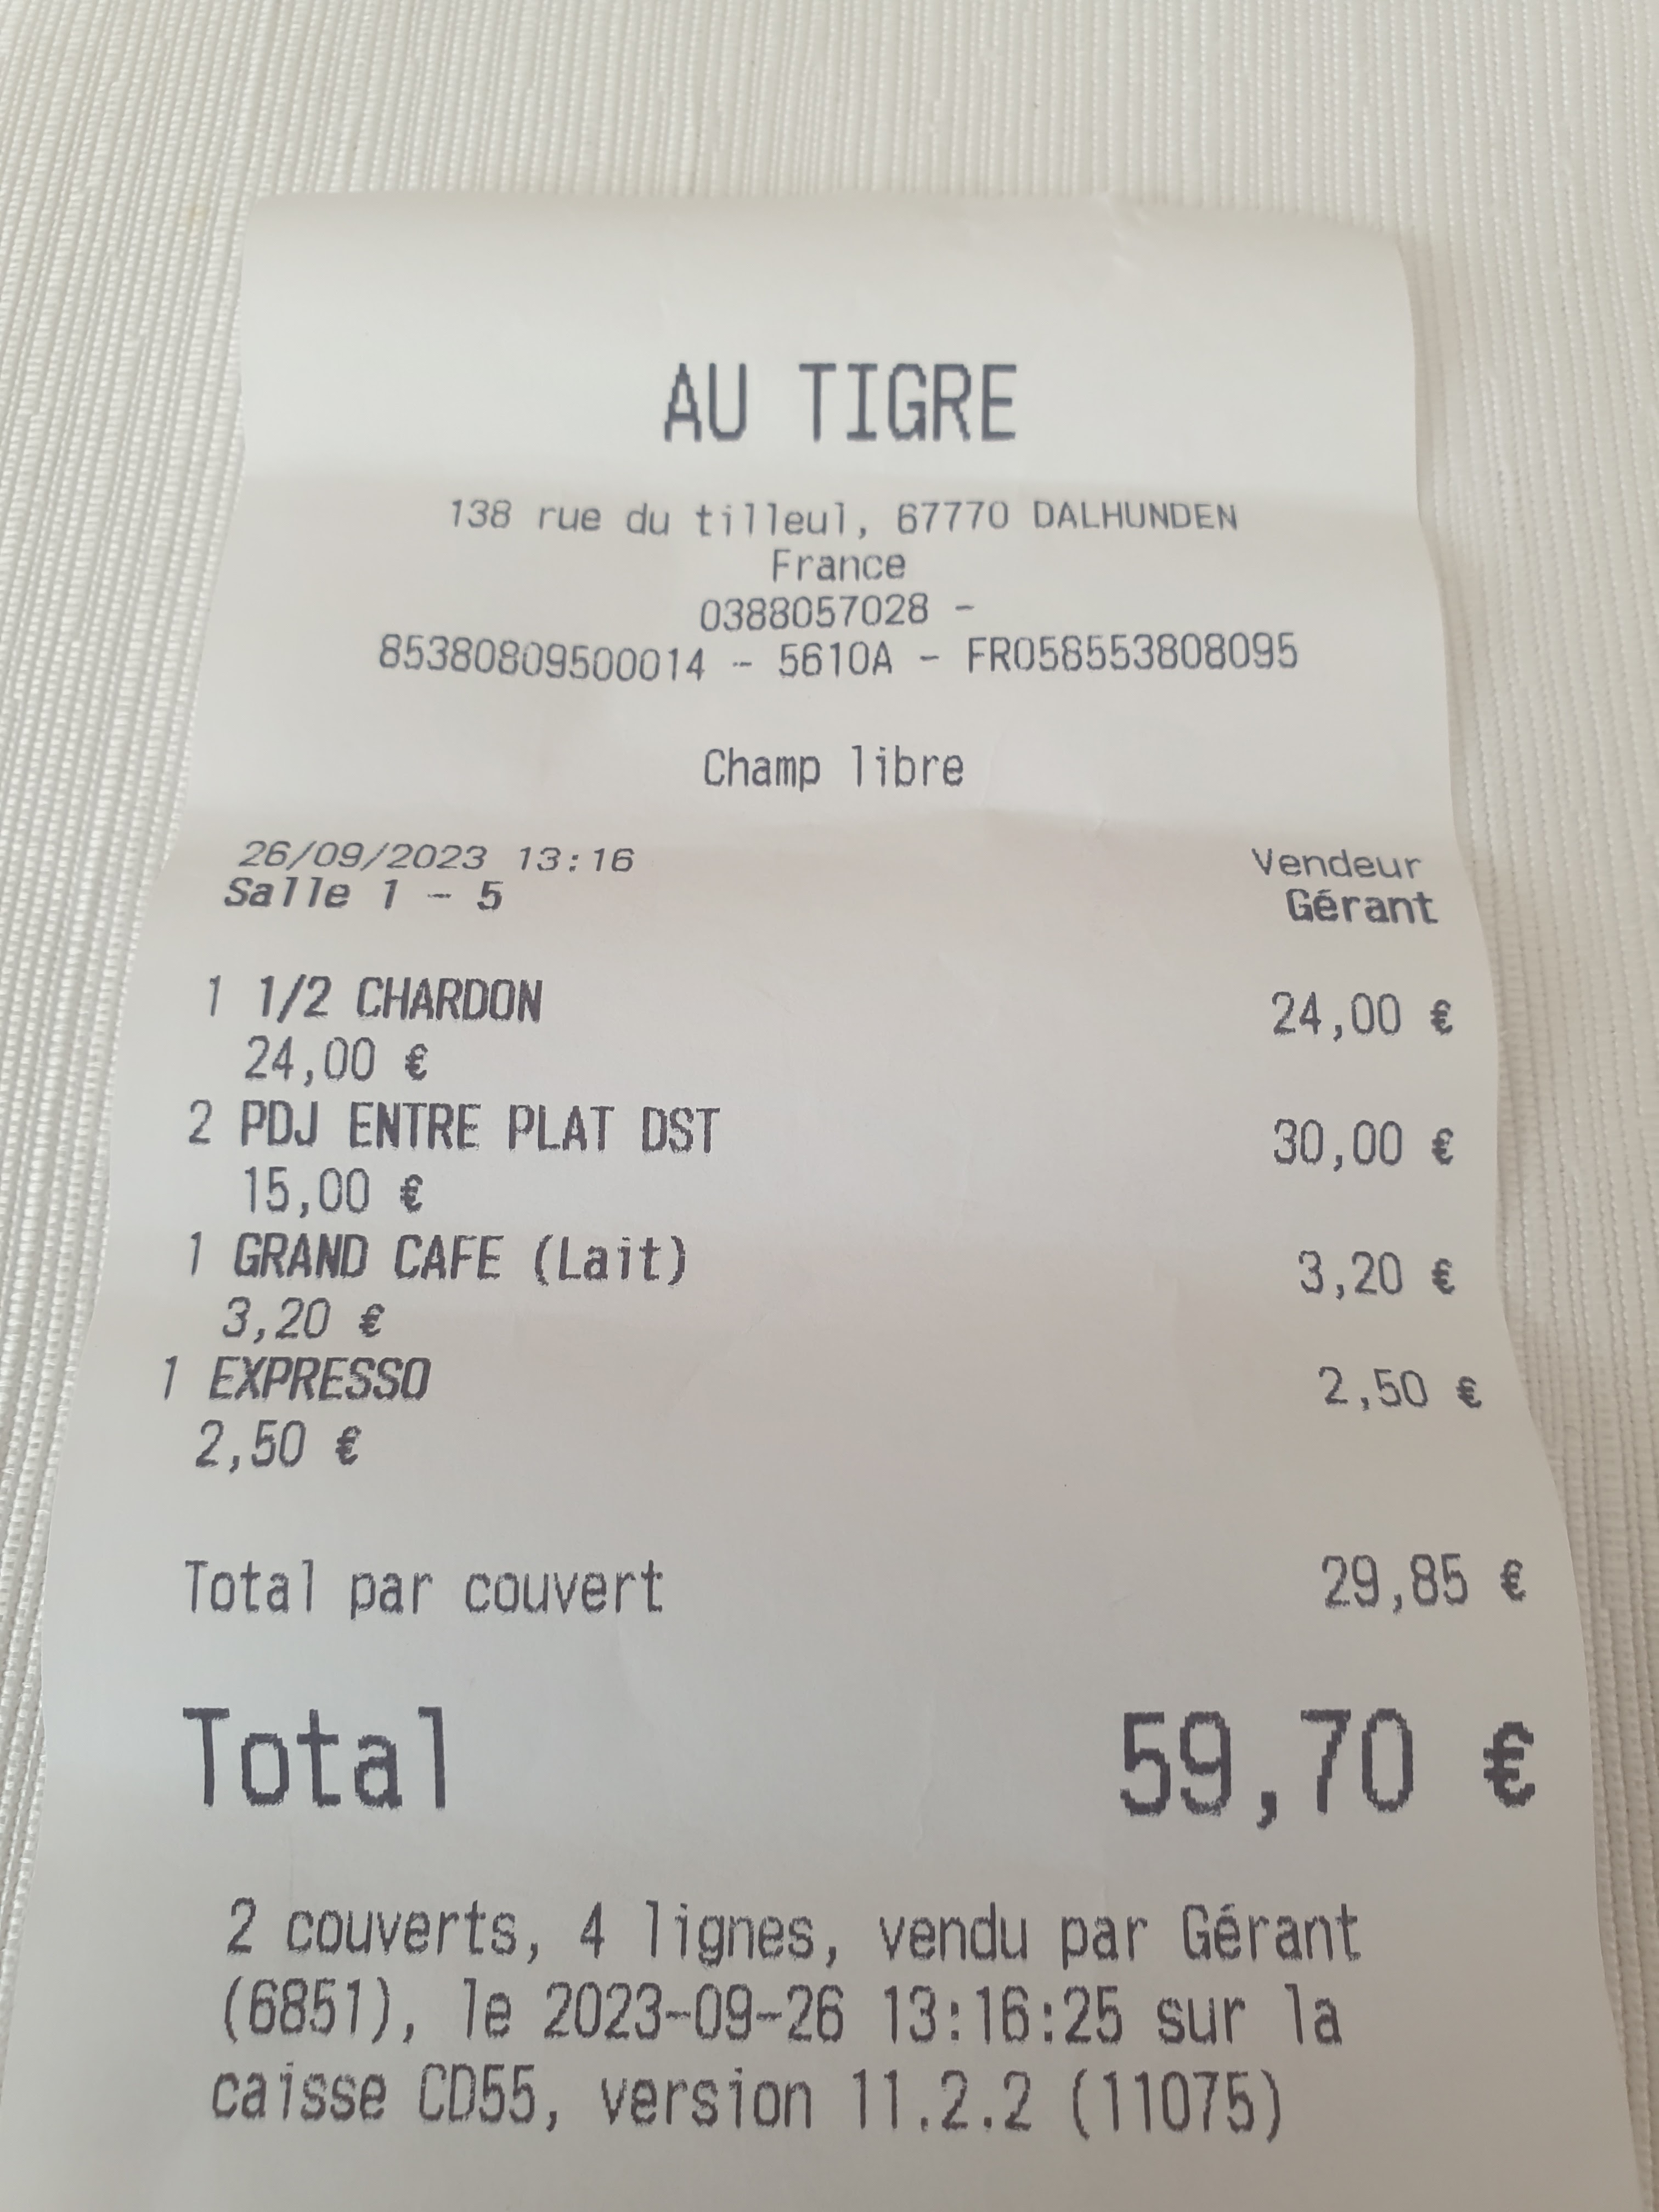 AU TIGRE
138 rue du tilleul, 67770 DALHUNDEN
France
0388057028 -
85380809500014 - 5610A - FR058553808095
Champ libre
26/09/2023 13:16 Vendeur
Salle 1 - 5 Gérant
1 1/2 CHARDON 24,00 €
24,00 €
2 PDJ ENTRE PLAT DST 30,00 €
15,00 €
1 GRAND CAFE (Lait) 3,20 €
3,20 €
1 EXPRESSO 2,50 €
2,50 €
Total par couvert 29,85 €
Total 59,70 €
2 couverts, 4 lignes, vendu par Gérant
(6851), le 2023-09-26 13:16:25 sur la
caisse CD55, version 11.2.2 (11075)